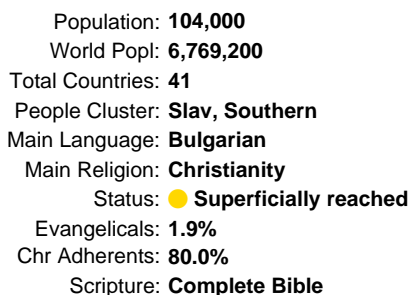 Population: 104,000
World Popl: 6,769,200
Total Countries: 41
People Cluster: Slav, Southern
Main Language: Bulgarian
Main Religion: Christianity
Status: Superficially reached
Evangelicals: 1.9%
Chr Adherents: 80.0%
Scripture: Complete Bible